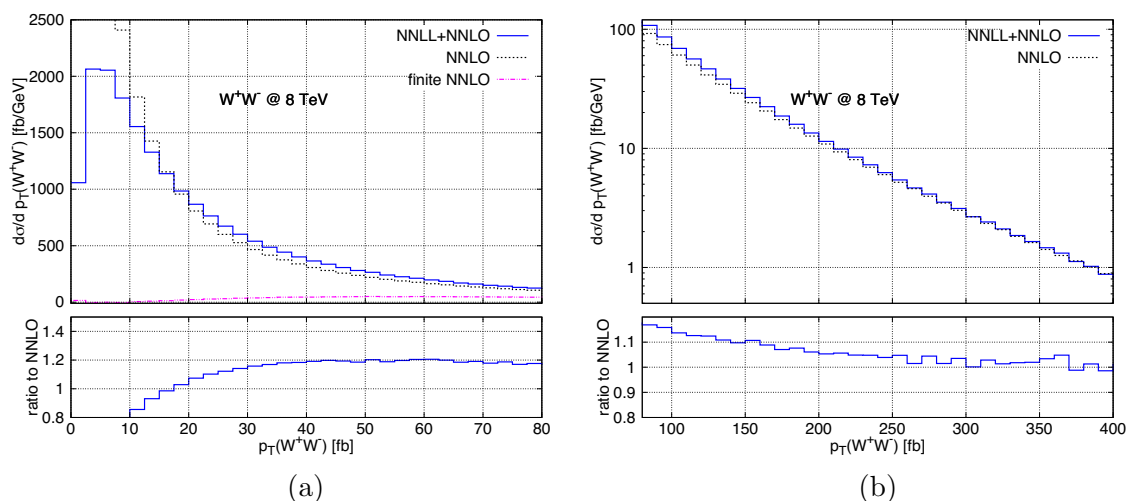 2500
2000
1500
1000
500
0
dσ/d p_T(W⁺W⁻) [fb/GeV]
NNLL+NNLO
NNLO
finite NNLO
W⁺W⁻ @ 8 TeV
1.4
1.2
1
0.8
ratio to NNLO
0 10 20 30 40 50 60 70 80
p_T(W⁺W⁻) [fb]
(a)
100
10
1
dσ/d p_T(W⁺W⁻) [fb/GeV]
NNLL+NNLO
NNLO
W⁺W⁻ @ 8 TeV
1.1
1
0.9
0.8
ratio to NNLO
100 150 200 250 300 350 400
p_T(W⁺W⁻) [fb]
(b)